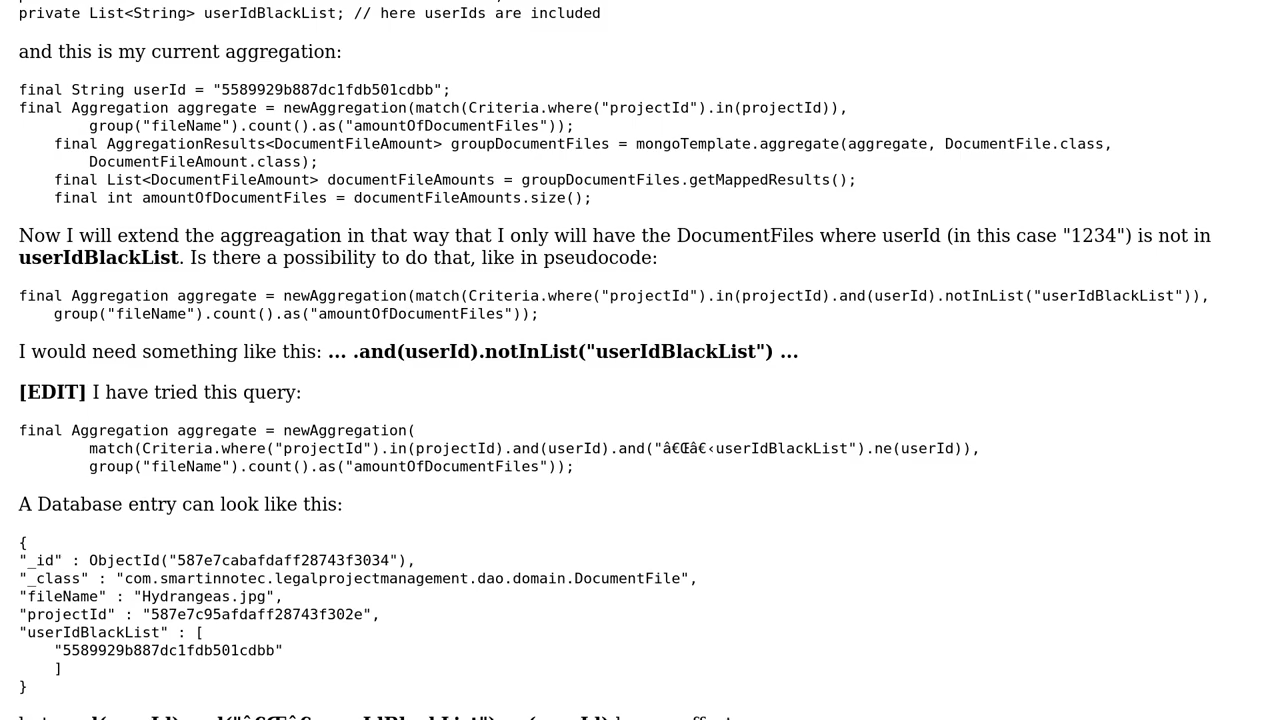 private List<String> userIdBlackList; // here userIds are included
and this is my current aggregation:
final String userId = "5589929b887dc1fdb501cdbb";
final Aggregation aggregate = newAggregation(match(Criteria.where("projectId").in(projectId)),
        group("fileName").count().as("amountOfDocumentFiles"));
    final AggregationResults<DocumentFileAmount> groupDocumentFiles = mongoTemplate.aggregate(aggregate, DocumentFile.class,
        DocumentFileAmount.class);
    final List<DocumentFileAmount> documentFileAmounts = groupDocumentFiles.getMappedResults();
    final int amountOfDocumentFiles = documentFileAmounts.size();
Now I will extend the aggreagation in that way that I only will have the DocumentFiles where userId (in this case "1234") is not in
userIdBlackList. Is there a possibility to do that, like in pseudocode:
final Aggregation aggregate = newAggregation(match(Criteria.where("projectId").in(projectId).and(userId).notInList("userIdBlackList")),
    group("fileName").count().as("amountOfDocumentFiles"));
I would need something like this: ... .and(userId).notInList("userIdBlackList") ...
[EDIT] I have tried this query:
final Aggregation aggregate = newAggregation(
        match(Criteria.where("projectId").in(projectId).and(userId).and("â€Œâ€‹userIdBlackList").ne(userId)),
        group("fileName").count().as("amountOfDocumentFiles"));
A Database entry can look like this:
{
"_id" : ObjectId("587e7cabafdaff28743f3034"),
"_class" : "com.smartinnotec.legalprojectmanagement.dao.domain.DocumentFile",
"fileName" : "Hydrangeas.jpg",
"projectId" : "587e7c95afdaff28743f302e",
"userIdBlackList" : [
    "5589929b887dc1fdb501cdbb"
    ]
}